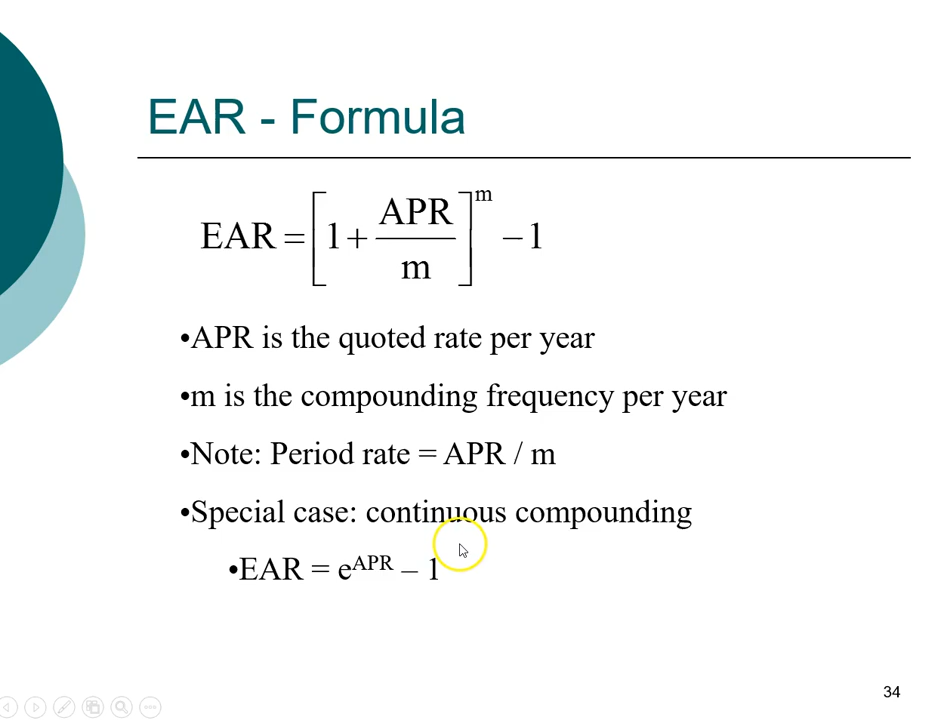 EAR - Formula
EAR = [1 + APR/m]^m − 1
•APR is the quoted rate per year
•m is the compounding frequency per year
•Note: Period rate = APR / m
•Special case: continuous compounding
•EAR = e^APR – 1
34